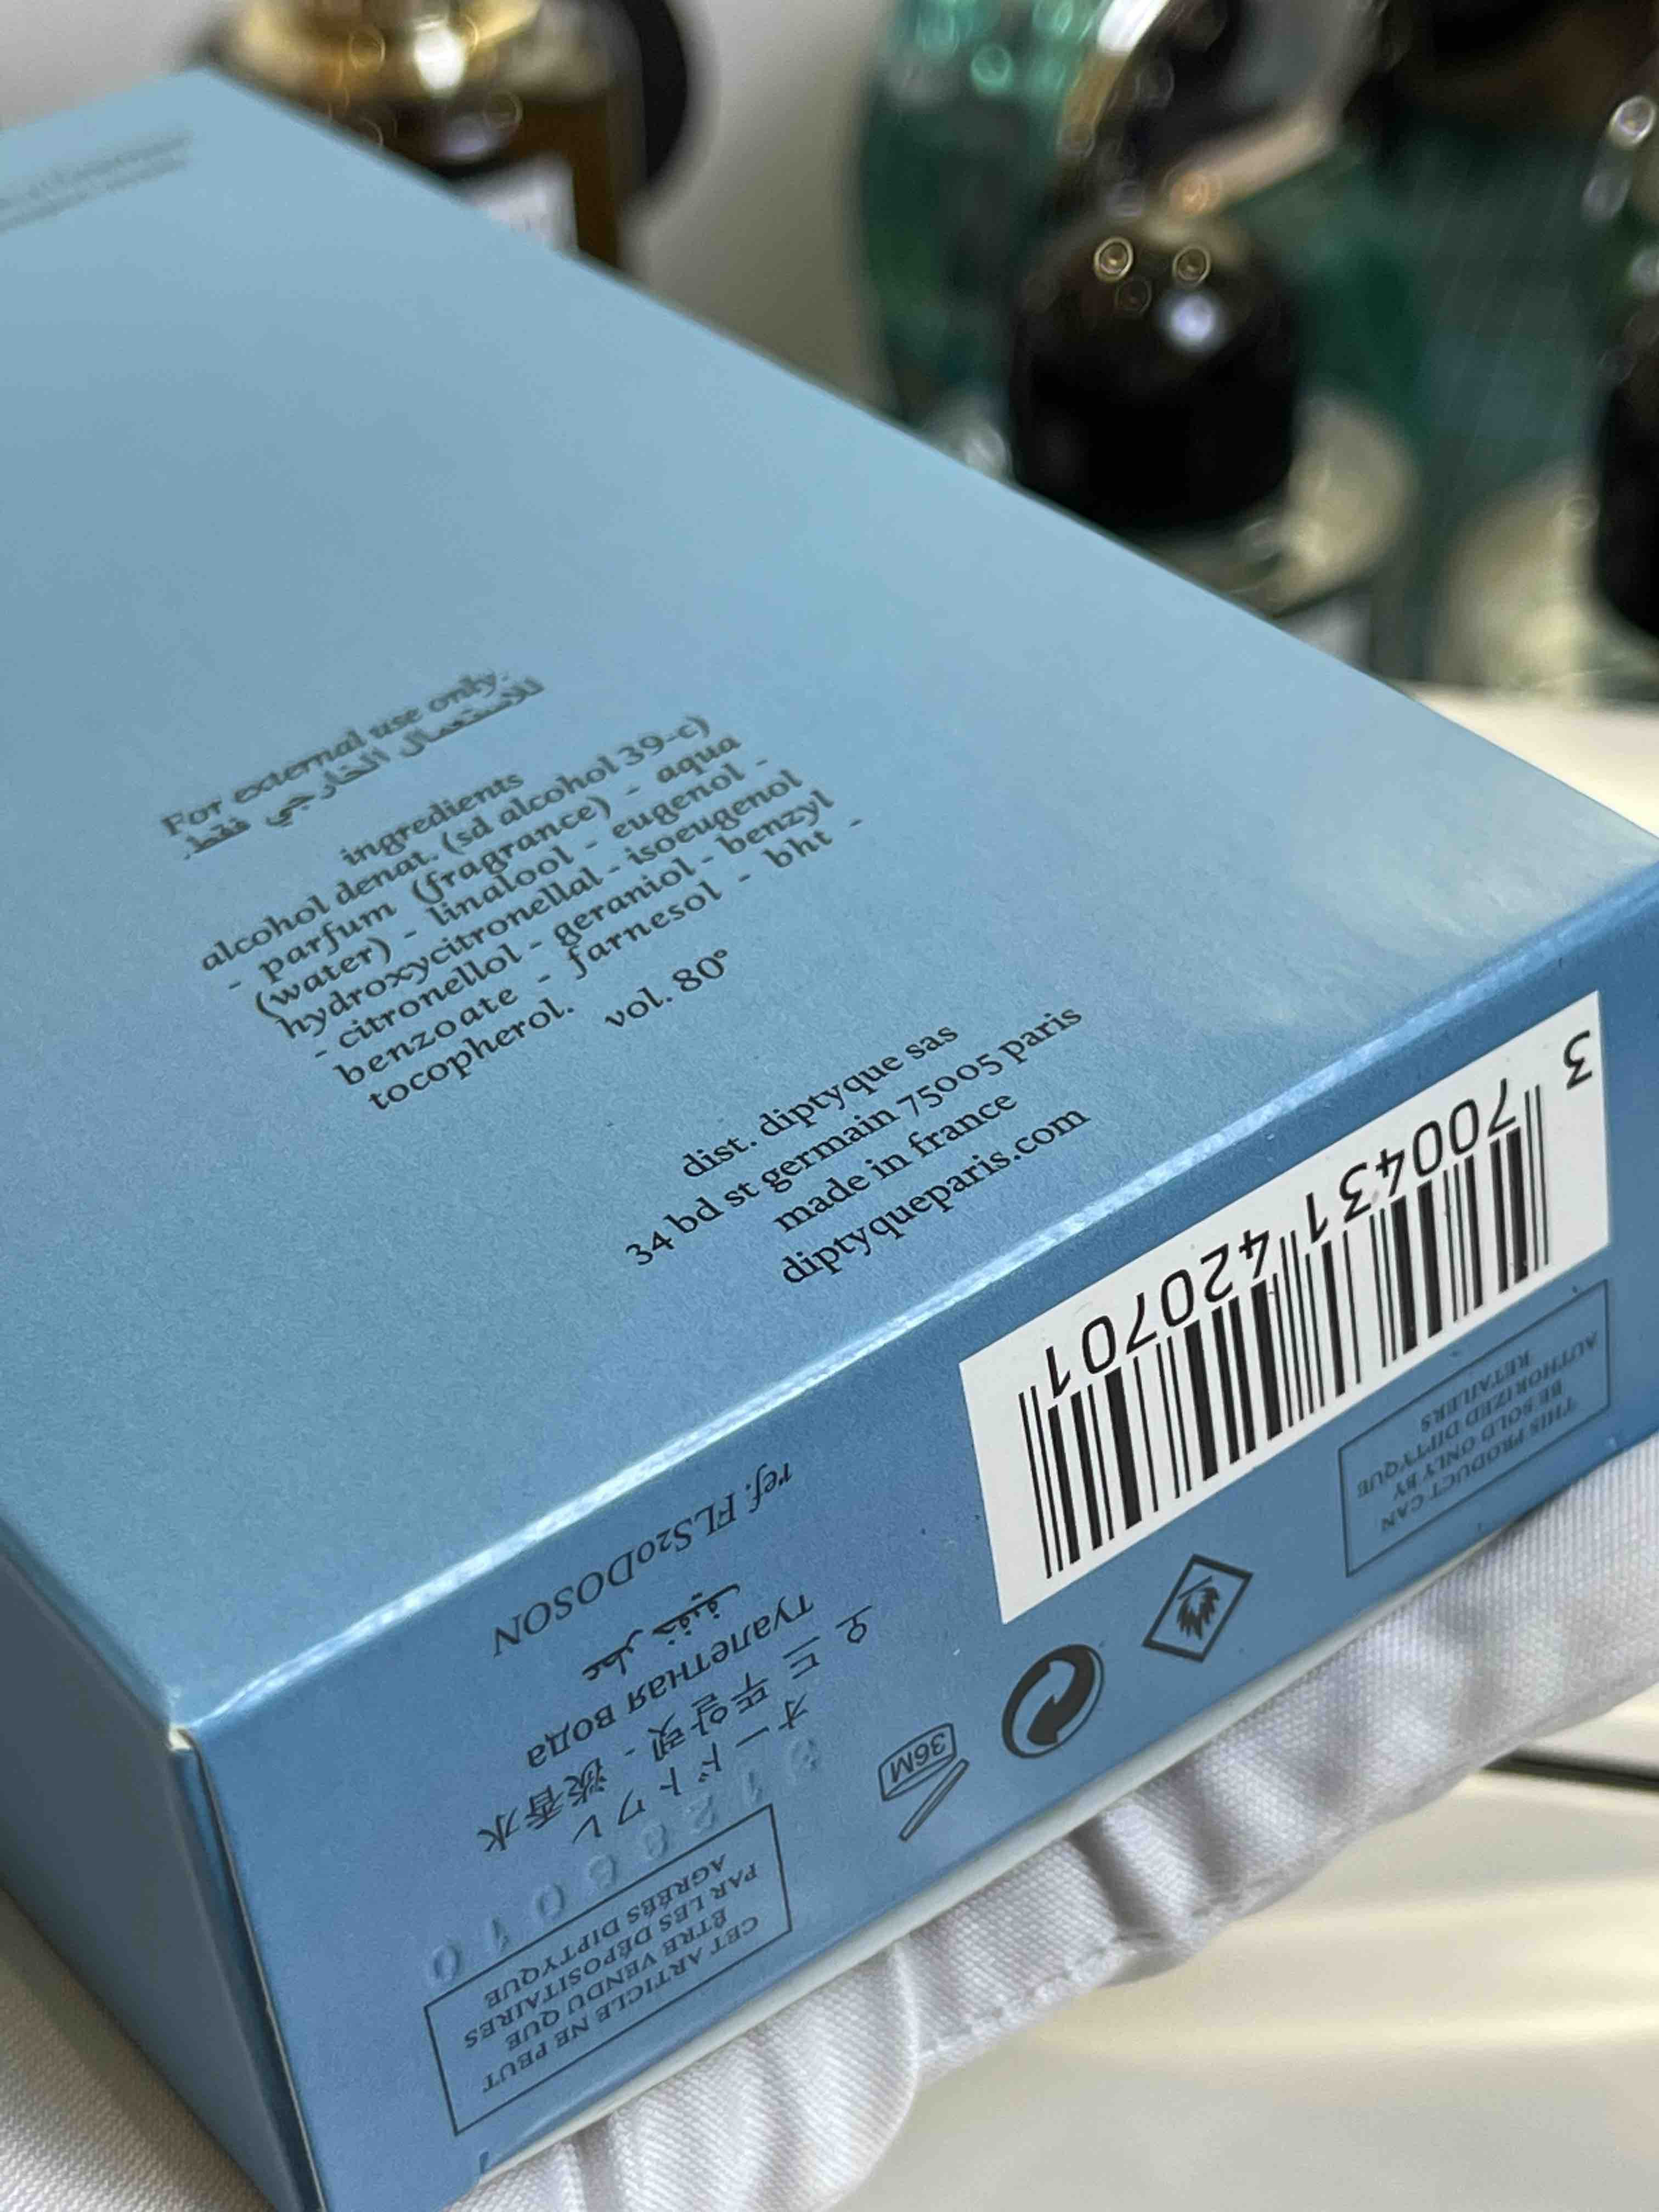 For external use only.
للاستعمال الخارجي فقط.
ingredients
alcohol denat. (sd alcohol 39-c)
- parfum (fragrance) - aqua
(water) - linalool - eugenol -
hydroxycitronellal - isoeugenol
- citronellol - geraniol - benzyl
benzoate - farnesol - bht -
tocopherol.
vol. 80°
dist. diptyque sas
34 bd st germain 75005 paris
made in france
diptyqueparis.com
3 700431 420701
THIS PRODUCT CAN
BE SOLD ONLY BY
AUTHORIZED DIPTYQUE
RETAILERS
ref. FLS20DOSON
عطر خفيف
туалетная вода
오 드 뚜왈렛 - 淡香水
オードトワレ
36M
CET ARTICLE NE PEUT
ÊTRE VENDU QUE
PAR LES DÉPOSITAIRES
AGRÉÉS DIPTYQUE